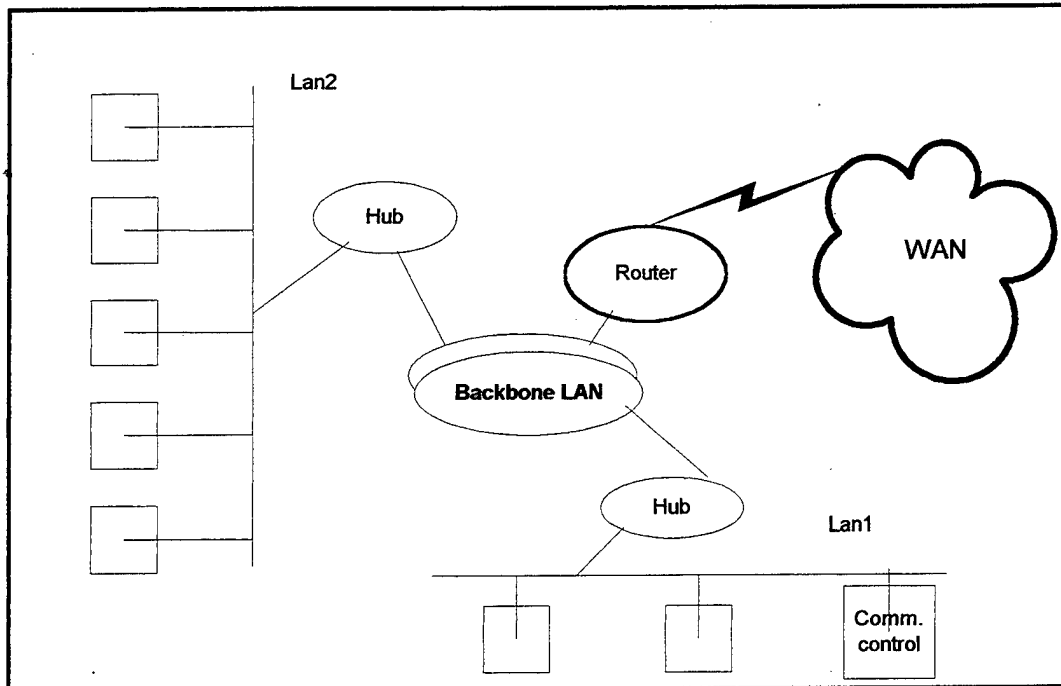 Lan2
Hub
Router
WAN
Backbone LAN
Hub
Lan1
Comm.
control